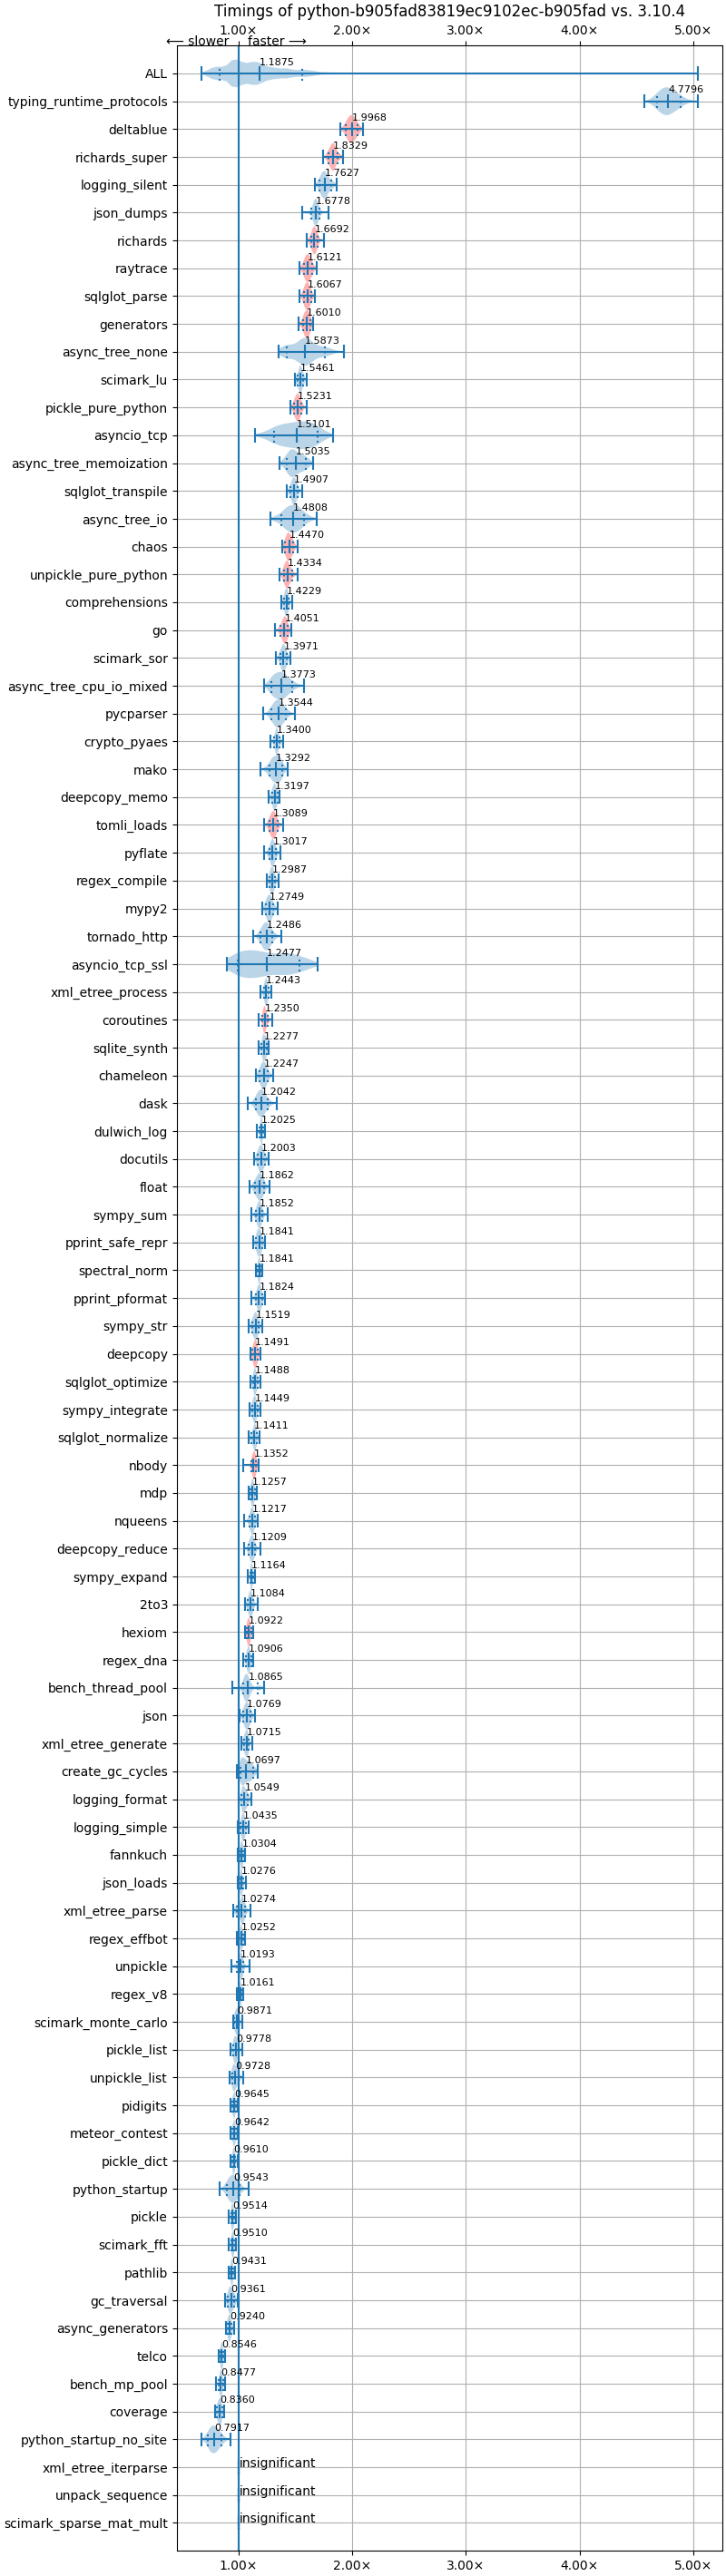 Timings of python-b905fad83819ec9102ec-b905fad vs. 3.10.4
1.00× 2.00× 3.00× 4.00× 5.00×
⟵ slower faster ⟶
ALL 1.1875
typing_runtime_protocols 4.7796
deltablue 1.9968
richards_super 1.8329
logging_silent 1.7627
json_dumps 1.6778
richards 1.6692
raytrace 1.6121
sqlglot_parse 1.6067
generators 1.6010
async_tree_none 1.5873
scimark_lu 1.5461
pickle_pure_python 1.5231
asyncio_tcp 1.5101
async_tree_memoization 1.5035
sqlglot_transpile 1.4907
async_tree_io 1.4808
chaos 1.4470
unpickle_pure_python 1.4334
comprehensions 1.4229
go 1.4051
scimark_sor 1.3971
async_tree_cpu_io_mixed 1.3773
pycparser 1.3544
crypto_pyaes 1.3400
mako 1.3292
deepcopy_memo 1.3197
tomli_loads 1.3089
pyflate 1.3017
regex_compile 1.2987
mypy2 1.2749
tornado_http 1.2486
asyncio_tcp_ssl 1.2477
xml_etree_process 1.2443
coroutines 1.2350
sqlite_synth 1.2277
chameleon 1.2247
dask 1.2042
dulwich_log 1.2025
docutils 1.2003
float 1.1862
sympy_sum 1.1852
pprint_safe_repr 1.1841
spectral_norm 1.1841
pprint_pformat 1.1824
sympy_str 1.1519
deepcopy 1.1491
sqlglot_optimize 1.1488
sympy_integrate 1.1449
sqlglot_normalize 1.1411
nbody 1.1352
mdp 1.1257
nqueens 1.1217
deepcopy_reduce 1.1209
sympy_expand 1.1164
2to3 1.1084
hexiom 1.0922
regex_dna 1.0906
bench_thread_pool 1.0865
json 1.0769
xml_etree_generate 1.0715
create_gc_cycles 1.0697
logging_format 1.0549
logging_simple 1.0435
fannkuch 1.0304
json_loads 1.0276
xml_etree_parse 1.0274
regex_effbot 1.0252
unpickle 1.0193
regex_v8 1.0161
scimark_monte_carlo 0.9871
pickle_list 0.9778
unpickle_list 0.9728
pidigits 0.9645
meteor_contest 0.9642
pickle_dict 0.9610
python_startup 0.9543
pickle 0.9514
scimark_fft 0.9510
pathlib 0.9431
gc_traversal 0.9361
async_generators 0.9240
telco 0.8546
bench_mp_pool 0.8477
coverage 0.8360
python_startup_no_site 0.7917
xml_etree_iterparse insignificant
unpack_sequence insignificant
scimark_sparse_mat_mult insignificant
1.00× 2.00× 3.00× 4.00× 5.00×